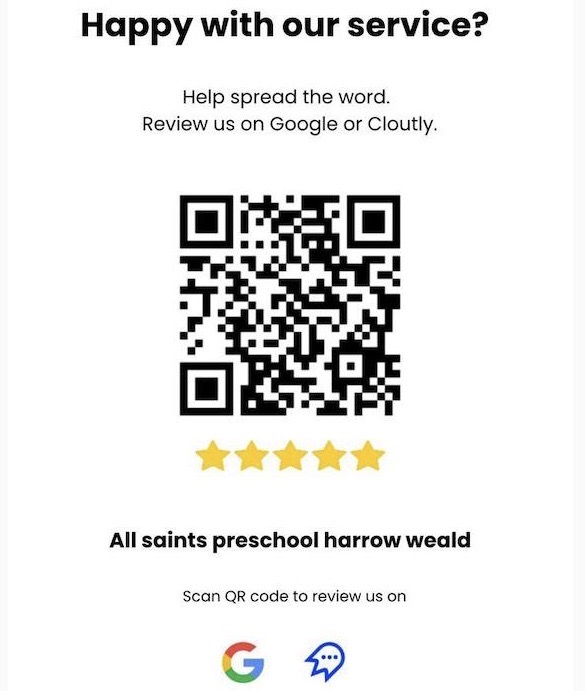 Happy with our service?
Help spread the word.
Review us on Google or Cloutly.
All saints preschool harrow weald
Scan QR code to review us on